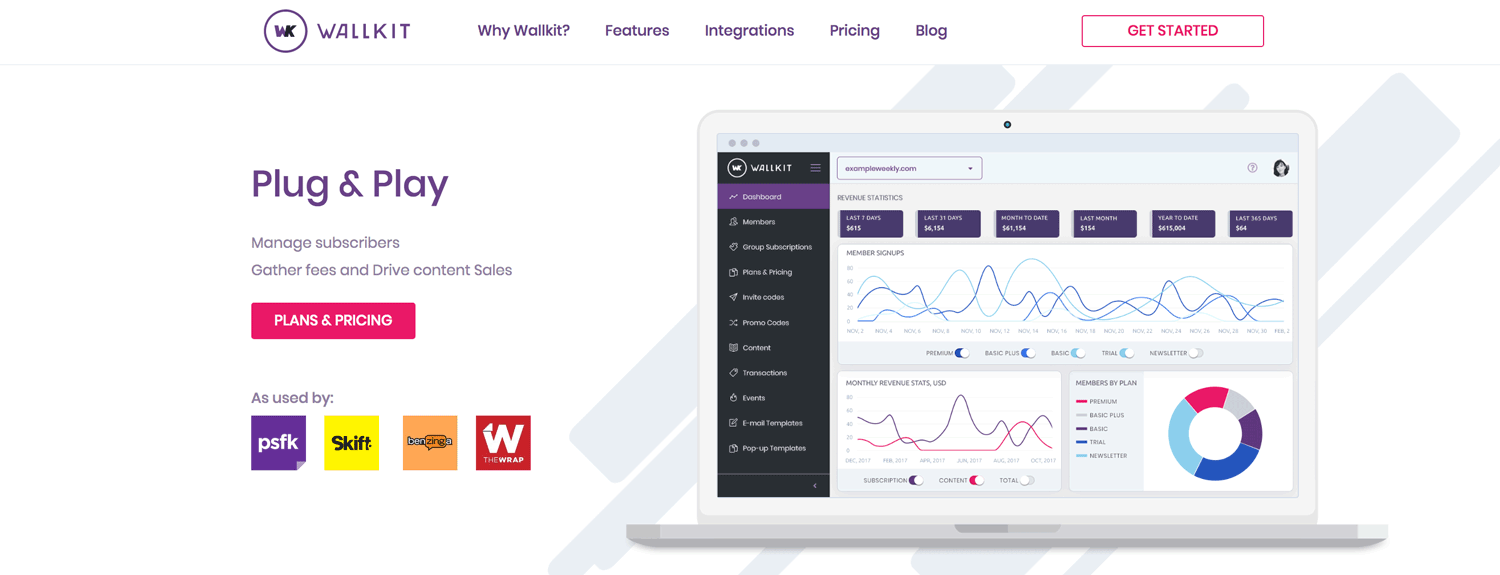 WK WALLKIT
Why Wallkit?
Features
Integrations
Pricing
Blog
GET STARTED
Plug & Play
Manage subscribers
Gather fees and Drive content Sales
PLANS & PRICING
As used by:
psfk
Skift
benzinga
W
THEWRAP
WK WALLKIT
exampleweekly.com
?
Dashboard
Members
Group Subscriptions
Plans & Pricing
Invite codes
Promo Codes
Content
Transactions
Events
E-mail Templates
Pop-up Templates
REVENUE STATISTICS
LAST 7 DAYS
$615
LAST 31 DAYS
$6,154
MONTH TO DATE
$61,154
LAST MONTH
$154
YEAR TO DATE
$615,004
LAST 365 DAYS
$64
MEMBER SIGNUPS
80
60
40
20
0
NOV, 2 NOV, 4 NOV, 6 NOV, 8 NOV, 10 NOV, 12 NOV, 14 NOV, 16 NOV, 18 NOV, 20 NOV, 22 NOV, 24 NOV, 26 NOV, 28 NOV, 30 FEB, 2
PREMIUM BASIC PLUS BASIC TRIAL NEWSLETTER
MONTHLY REVENUE STATS, USD
80
60
40
20
0
DEC, 2017 FEB, 2017 APR, 2017 JUN, 2017 AUG, 2017 OCT, 2017
SUBSCRIPTION CONTENT TOTAL
MEMBERS BY PLAN
PREMIUM
BASIC PLUS
BASIC
TRIAL
NEWSLETTER